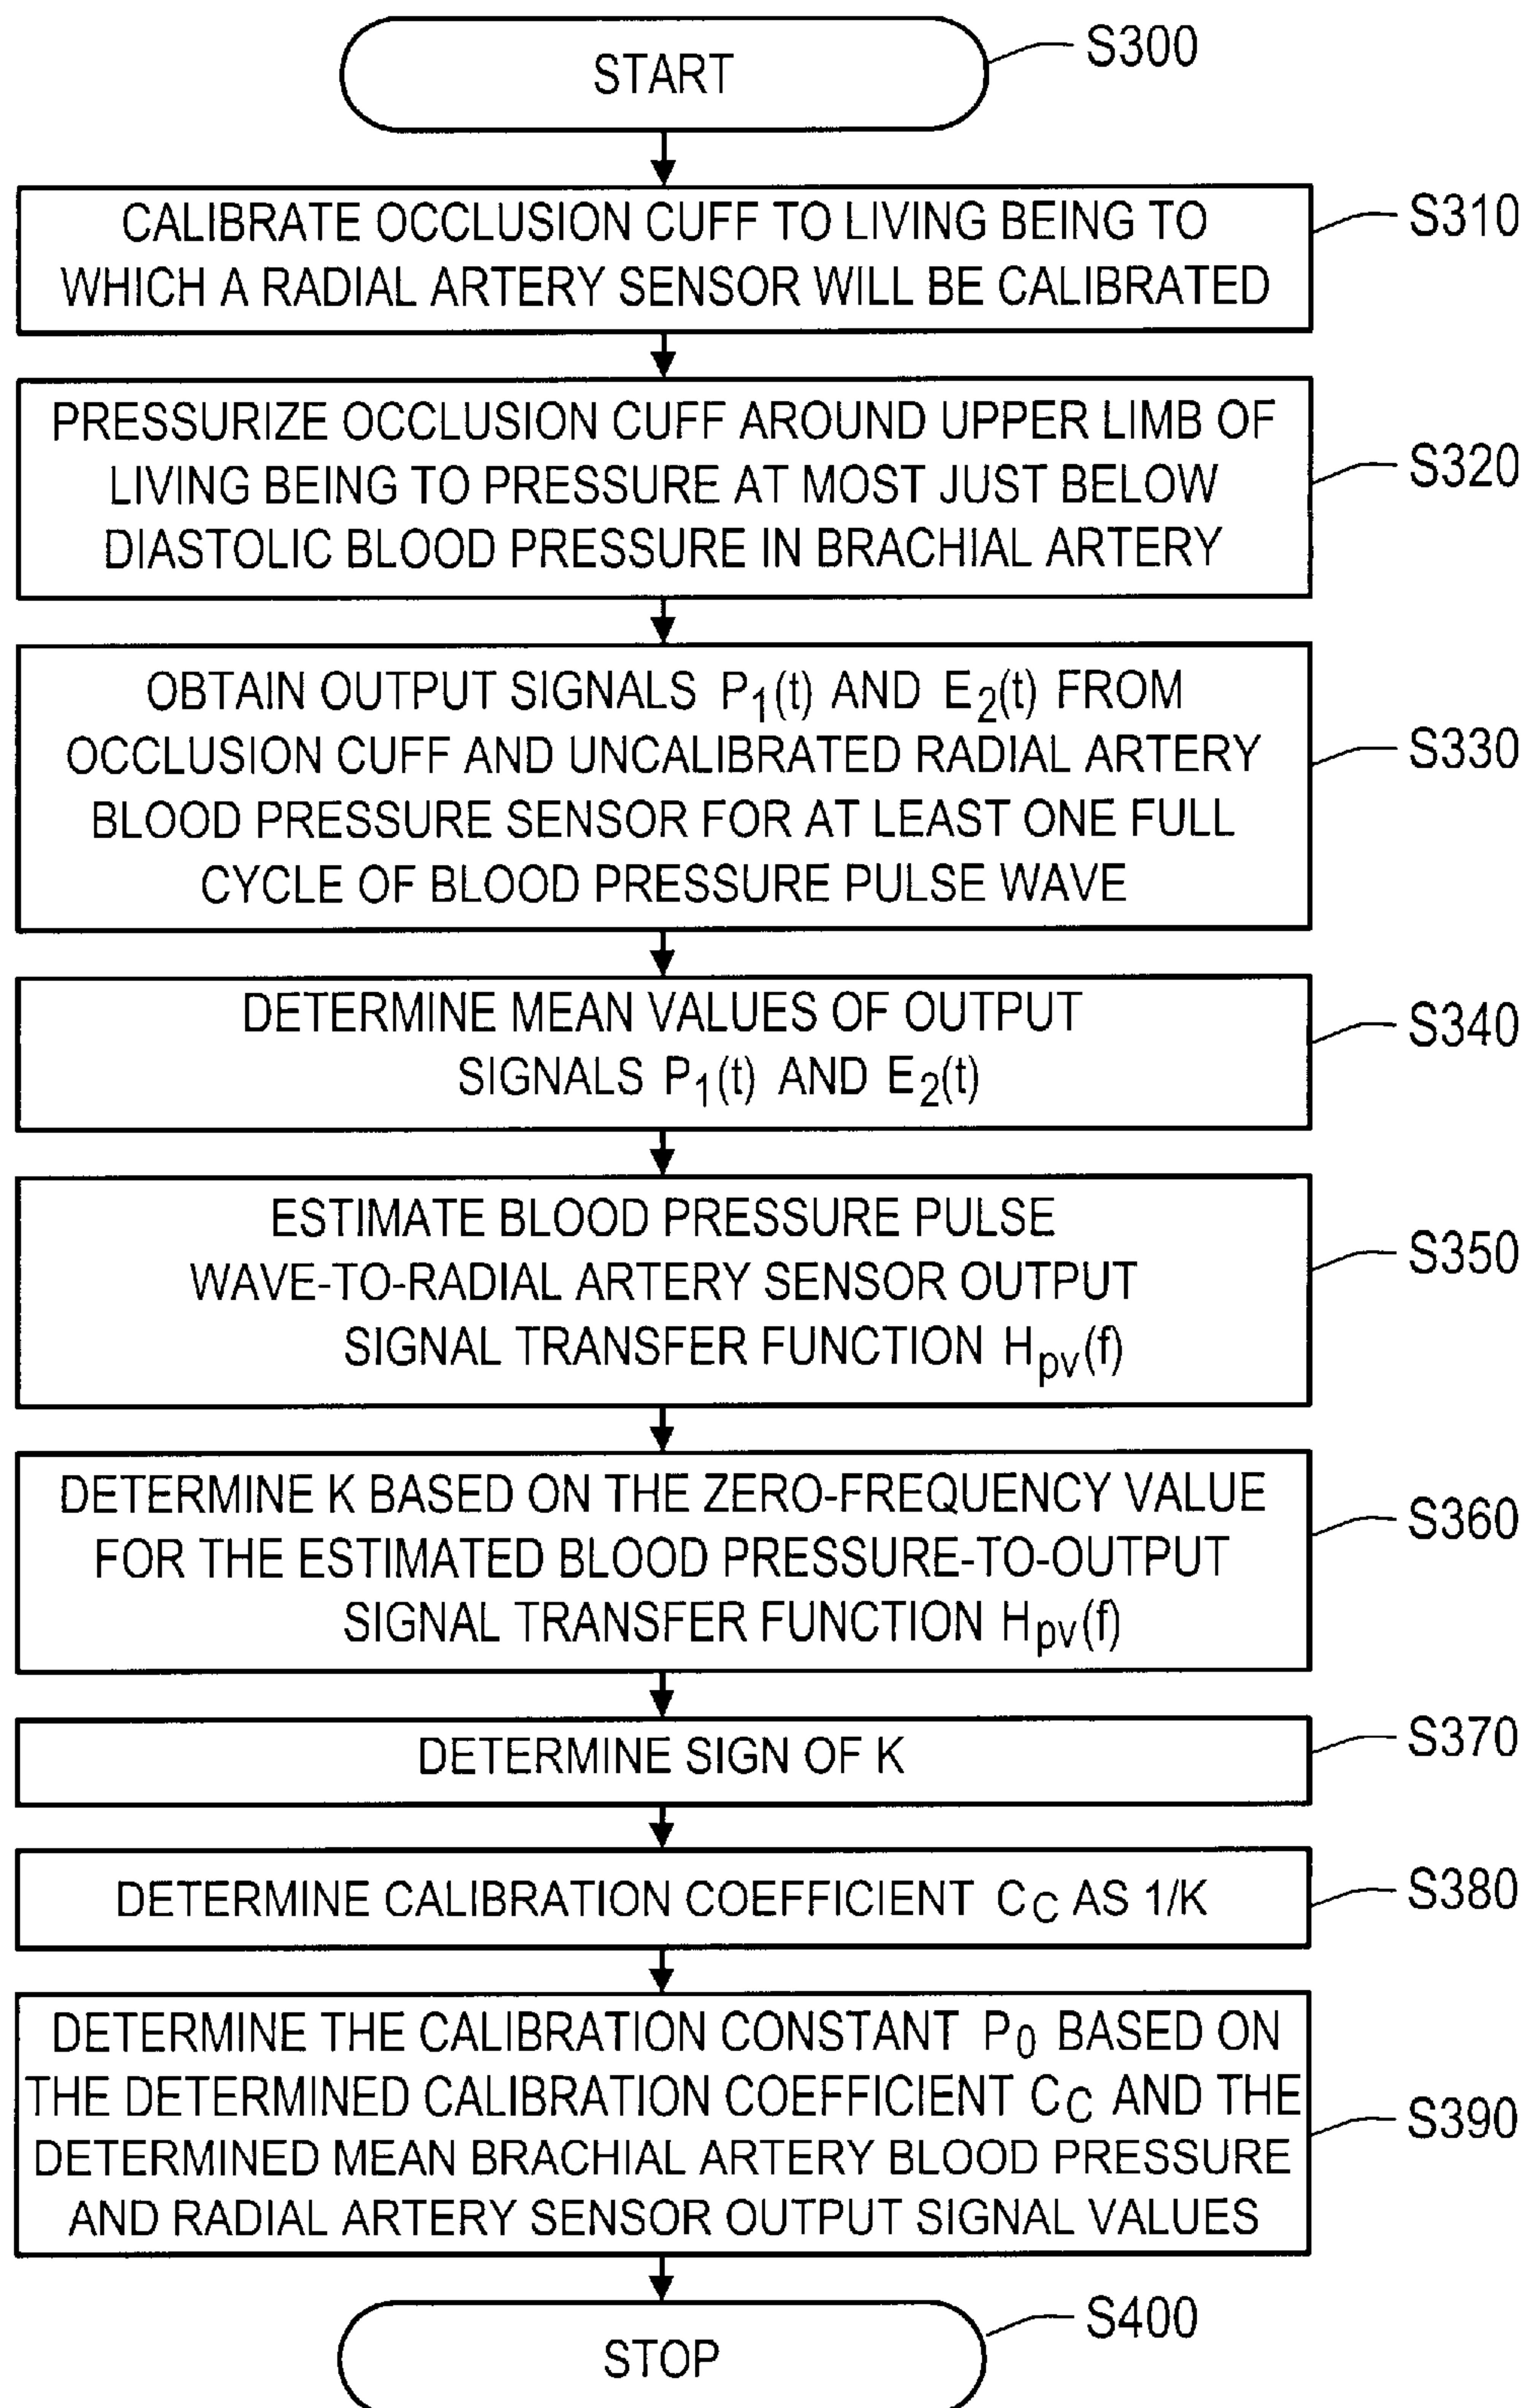 START
S300
CALIBRATE OCCLUSION CUFF TO LIVING BEING TO
WHICH A RADIAL ARTERY SENSOR WILL BE CALIBRATED
S310
PRESSURIZE OCCLUSION CUFF AROUND UPPER LIMB OF
LIVING BEING TO PRESSURE AT MOST JUST BELOW
DIASTOLIC BLOOD PRESSURE IN BRACHIAL ARTERY
S320
OBTAIN OUTPUT SIGNALS P1(t) AND E2(t) FROM
OCCLUSION CUFF AND UNCALIBRATED RADIAL ARTERY
BLOOD PRESSURE SENSOR FOR AT LEAST ONE FULL
CYCLE OF BLOOD PRESSURE PULSE WAVE
S330
DETERMINE MEAN VALUES OF OUTPUT
SIGNALS P1(t) AND E2(t)
S340
ESTIMATE BLOOD PRESSURE PULSE
WAVE-TO-RADIAL ARTERY SENSOR OUTPUT
SIGNAL TRANSFER FUNCTION Hpv(f)
S350
DETERMINE K BASED ON THE ZERO-FREQUENCY VALUE
FOR THE ESTIMATED BLOOD PRESSURE-TO-OUTPUT
SIGNAL TRANSFER FUNCTION Hpv(f)
S360
DETERMINE SIGN OF K
S370
DETERMINE CALIBRATION COEFFICIENT CC AS 1/K
S380
DETERMINE THE CALIBRATION CONSTANT P0 BASED ON
THE DETERMINED CALIBRATION COEFFICIENT CC AND THE
DETERMINED MEAN BRACHIAL ARTERY BLOOD PRESSURE
AND RADIAL ARTERY SENSOR OUTPUT SIGNAL VALUES
S390
STOP
S400